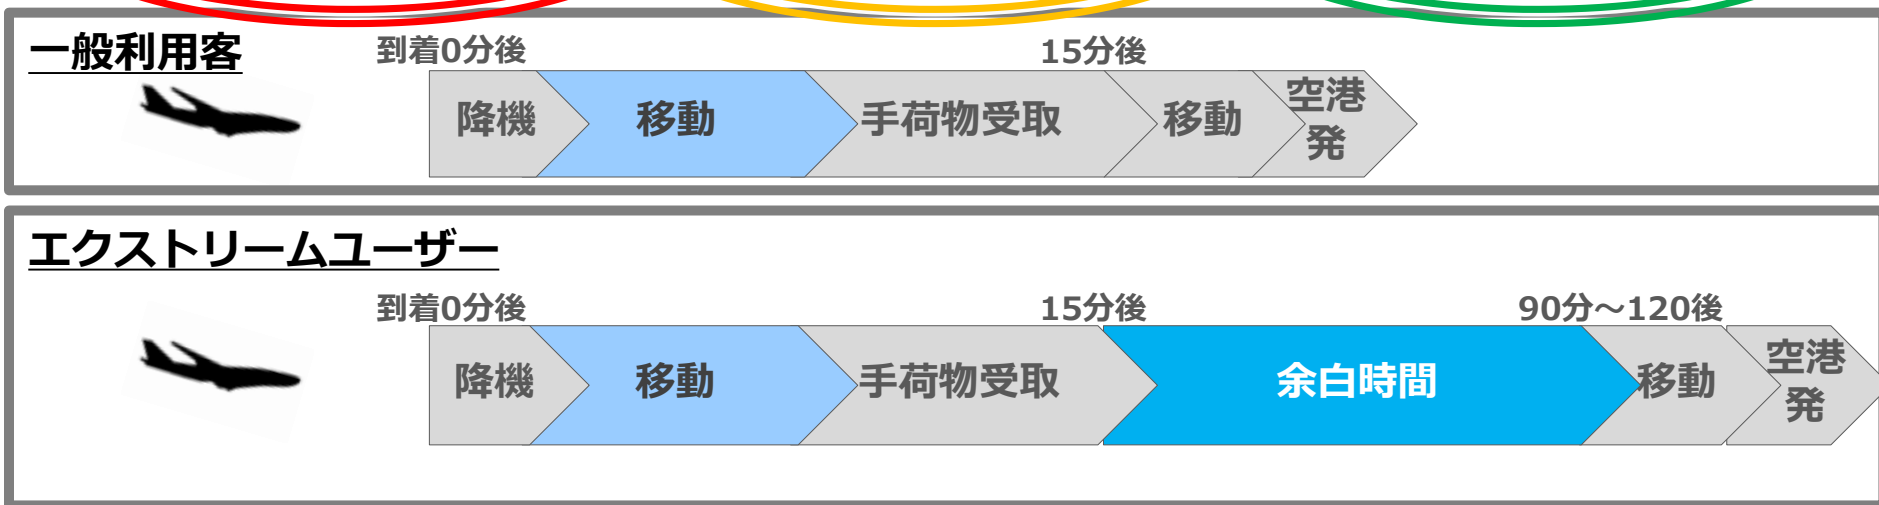 一般利用客
到着0分後
15分後
降機
移動
手荷物受取
移動
空港
発
エクストリームユーザー
到着0分後
15分後
90分～120後
降機
移動
手荷物受取
余白時間
移動
空港
発